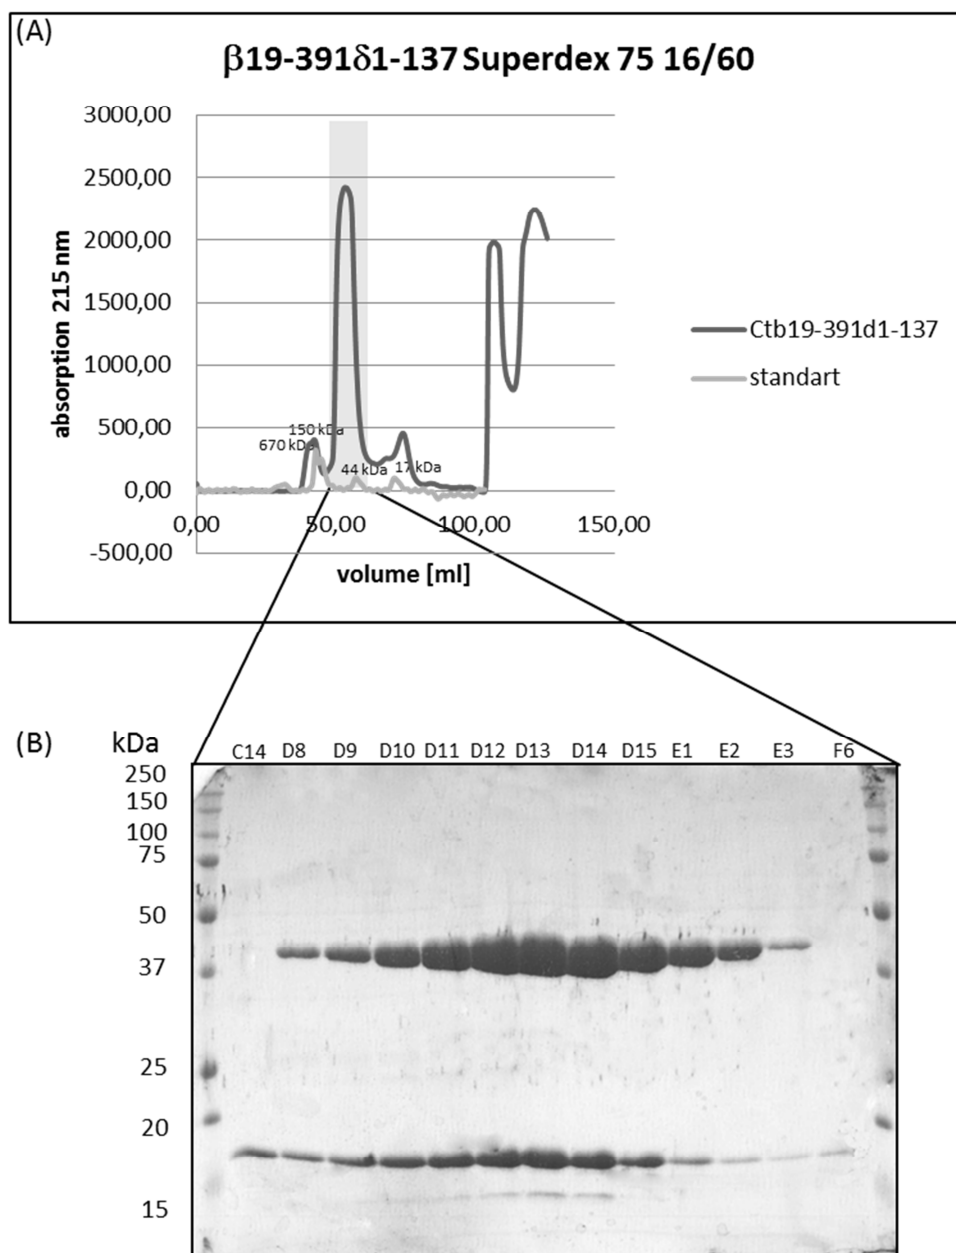 (A)
β19-391δ1-137 Superdex 75 16/60
3000,00
2500,00
2000,00
1500,00
1000,00
500,00
0,00
-500,00
absorption 215 nm
150 kDa
670 kDa
44 kDa
17 kDa
0,00 50,00 100,00 150,00
volume [ml]
Ctb19-391d1-137
standart
(B)
kDa
C14 D8 D9 D10 D11 D12 D13 D14 D15 E1 E2 E3 F6
250
150
100
75
50
37
25
20
15